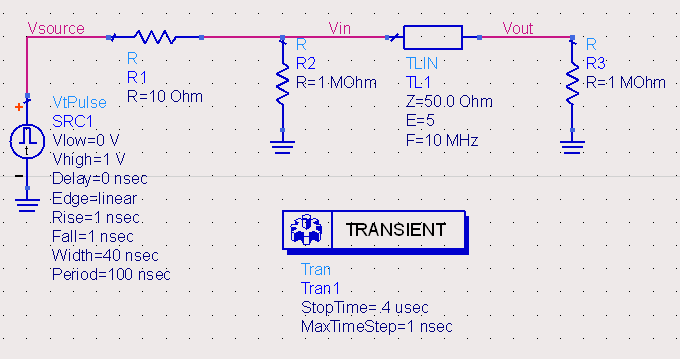 Vsource
Vin
Vout
R
R1
R=10 Ohm
R
R2
R=1 MOhm
TLIN
TL1
Z=50.0 Ohm
E=5
F=10 MHz
R
R3
R=1 MOhm
+
VtPulse
SRC1
Vlow=0 V
Vhigh=1 V
Delay=0 nsec
Edge=linear
Rise=1 nsec
Fall=1 nsec
Width=40 nsec
Period=100 nsec
t
-
TRANSIENT
Tran
Tran1
StopTime=.4 usec
MaxTimeStep=1 nsec